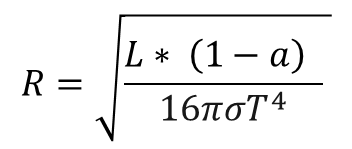 R = √(L ∗ (1 − a) / 16πσT⁴)